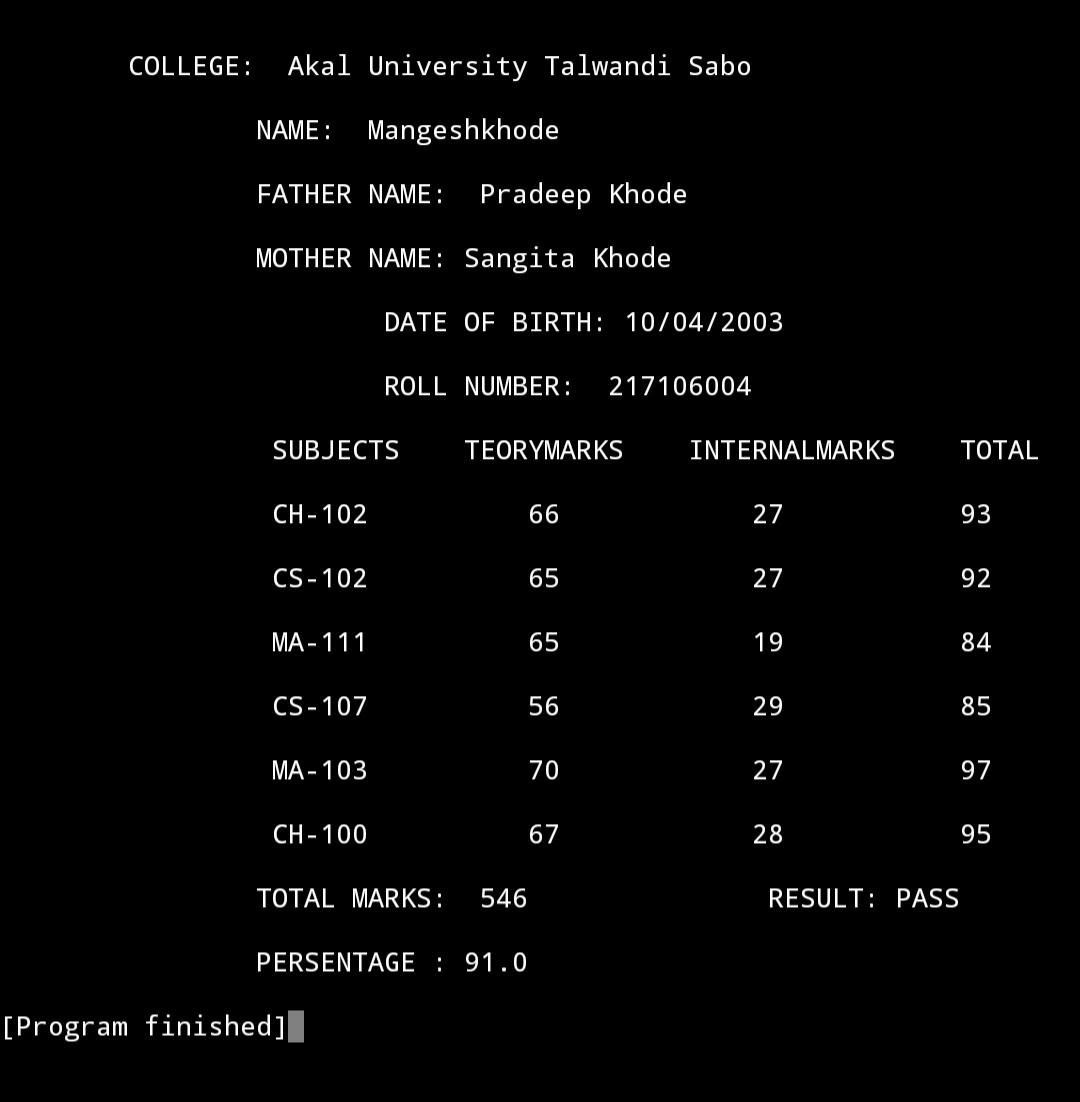 COLLEGE:  Akal University Talwandi Sabo
NAME:  Mangeshkhode
FATHER NAME:  Pradeep Khode
MOTHER NAME: Sangita Khode
DATE OF BIRTH: 10/04/2003
ROLL NUMBER:  217106004
SUBJECTS    TEORYMARKS    INTERNALMARKS    TOTAL
CH-102    66    27    93
CS-102    65    27    92
MA-111    65    19    84
CS-107    56    29    85
MA-103    70    27    97
CH-100    67    28    95
TOTAL MARKS:  546    RESULT: PASS
PERSENTAGE : 91.0
[Program finished]